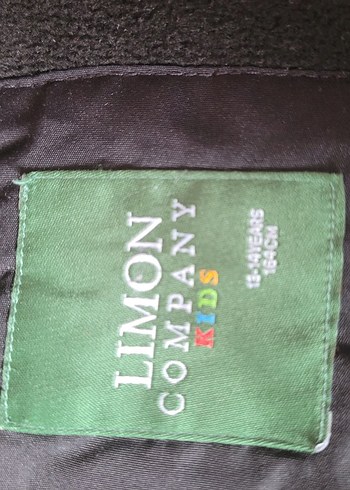 LIMON
COMPANY
KIDS
13-14YEARS
164CM